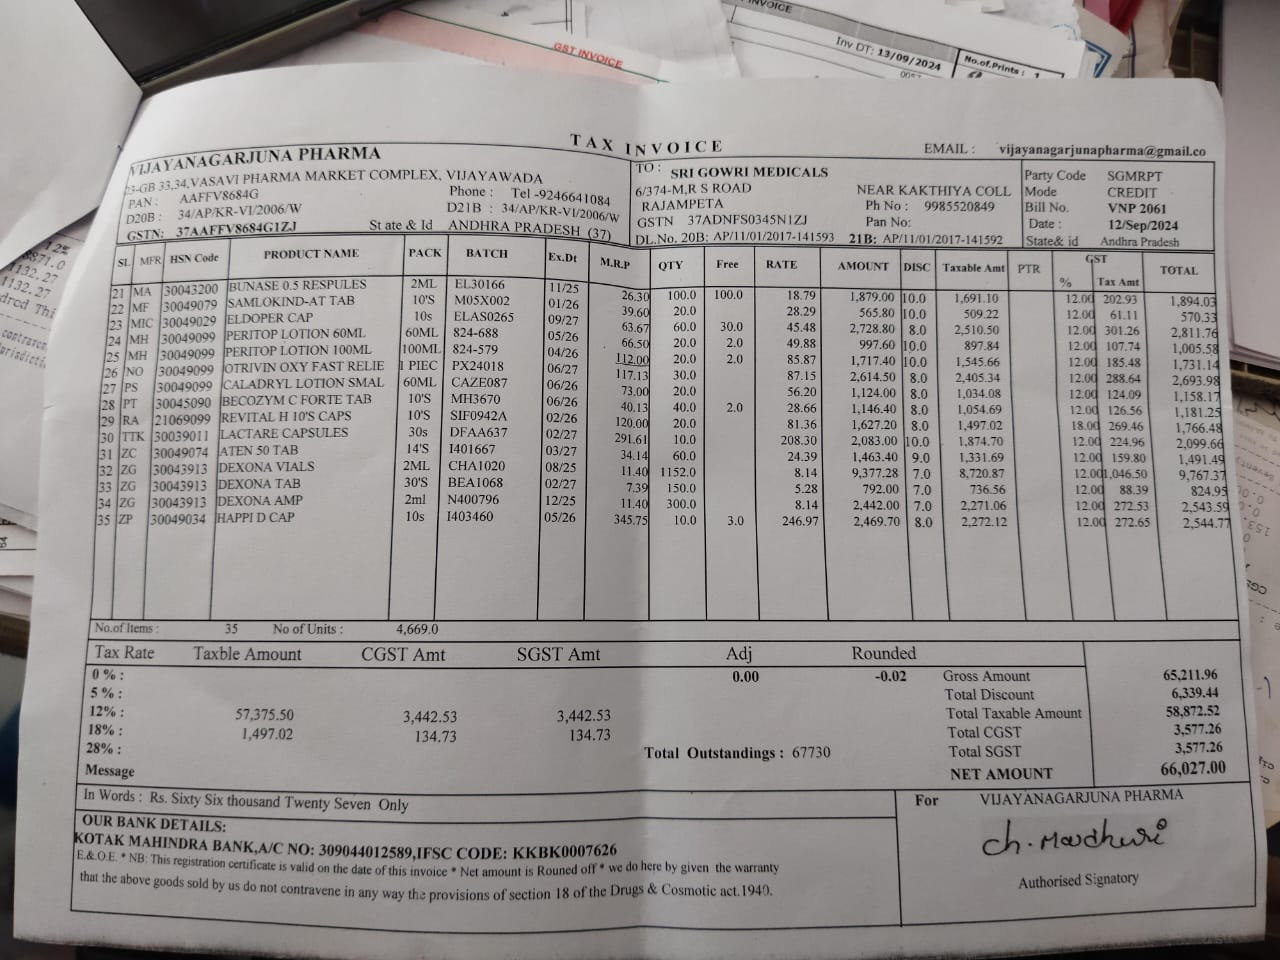 GST INVOICE
INVOICE
Inv DT: 13/09/2024
No.of.Prints : 1
TAX INVOICE
EMAIL : vijayanagarjunapharma@gmail.co
VIJAYANAGARJUNA PHARMA
23-GB 33,34,VASAVI PHARMA MARKET COMPLEX, VIJAYAWADA
PAN : AAFFV8684G Phone : Tel -9246641084
D20B : 34/AP/KR-VI/2006/W D21B : 34/AP/KR-VI/2006/W
GSTN: 37AAFFV8684G1ZJ State & Id ANDHRA PRADESH (37)
TO : SRI GOWRI MEDICALS
6/374-M,R S ROAD NEAR KAKTHIYA COLL
RAJAMPETA Ph No : 9985520849
GSTN 37ADNFS0345N1ZJ Pan No:
DL.No. 20B: AP/11/01/2017-141593 21B: AP/11/01/2017-141592
Party Code SGMRPT
Mode CREDIT
Bill No. VNP 2061
Date : 12/Sep/2024
State& id Andhra Pradesh
SL MFR HSN Code PRODUCT NAME PACK BATCH Ex.Dt M.R.P QTY Free RATE AMOUNT DISC Taxable Amt PTR GST % Tax Amt TOTAL
21 MA 30043200 BUNASE 0.5 RESPULES 2ML EL30166 11/25 26.30 100.0 100.0 18.79 1,879.00 10.0 1,691.10 12.00 202.93 1,894.03
22 MF 30049079 SAMLOKIND-AT TAB 10'S M05X002 01/26 39.60 20.0 28.29 565.80 10.0 509.22 12.00 61.11 570.33
23 MIC 30049029 ELDOPER CAP 10s ELAS0265 09/27 63.67 60.0 30.0 45.48 2,728.80 8.0 2,510.50 12.00 301.26 2,811.76
24 MH 30049099 PERITOP LOTION 60ML 60ML 824-688 05/26 66.50 20.0 2.0 49.88 997.60 10.0 897.84 12.00 107.74 1,005.58
25 MH 30049099 PERITOP LOTION 100ML 100ML 824-579 04/26 112.00 20.0 2.0 85.87 1,717.40 10.0 1,545.66 12.00 185.48 1,731.14
26 NO 30049099 OTRIVIN OXY FAST RELIE 1 PIEC PX24018 06/27 117.13 30.0 87.15 2,614.50 8.0 2,405.34 12.00 288.64 2,693.98
27 PS 30049099 CALADRYL LOTION SMAL 60ML CAZE087 06/26 73.00 20.0 56.20 1,124.00 8.0 1,034.08 12.00 124.09 1,158.17
28 PT 30045090 BECOZYM C FORTE TAB 10'S MH3670 06/26 40.13 40.0 2.0 28.66 1,146.40 8.0 1,054.69 12.00 126.56 1,181.25
29 RA 21069099 REVITAL H 10'S CAPS 10'S SIF0942A 02/26 120.00 20.0 81.36 1,627.20 8.0 1,497.02 18.00 269.46 1,766.48
30 TTK 30039011 LACTARE CAPSULES 30s DFAA637 02/27 291.61 10.0 208.30 2,083.00 10.0 1,874.70 12.00 224.96 2,099.66
31 ZC 30049074 ATEN 50 TAB 14'S I401667 03/27 34.14 60.0 24.39 1,463.40 9.0 1,331.69 12.00 159.80 1,491.49
32 ZG 30043913 DEXONA VIALS 2ML CHA1020 08/25 11.40 1152.0 8.14 9,377.28 7.0 8,720.87 12.00 1,046.50 9,767.37
33 ZG 30043913 DEXONA TAB 30'S BEA1068 02/27 7.39 150.0 5.28 792.00 7.0 736.56 12.00 88.39 824.95
34 ZG 30043913 DEXONA AMP 2ml N400796 12/25 11.40 300.0 8.14 2,442.00 7.0 2,271.06 12.00 272.53 2,543.59
35 ZP 30049034 HAPPI D CAP 10s I403460 05/26 345.75 10.0 3.0 246.97 2,469.70 8.0 2,272.12 12.00 272.65 2,544.77
No.of Items : 35 No of Units : 4,669.0
Tax Rate Taxble Amount CGST Amt SGST Amt Adj Rounded
0 % : 0.00 -0.02 Gross Amount 65,211.96
5 % : Total Discount 6,339.44
12% : 57,375.50 3,442.53 3,442.53 Total Taxable Amount 58,872.52
18% : 1,497.02 134.73 134.73 Total CGST 3,577.26
28% : Total Outstandings : 67730 Total SGST 3,577.26
Message NET AMOUNT 66,027.00
In Words : Rs. Sixty Six thousand Twenty Seven Only
For VIJAYANAGARJUNA PHARMA
OUR BANK DETAILS:
KOTAK MAHINDRA BANK,A/C NO: 309044012589,IFSC CODE: KKBK0007626
E.&.O.E. * NB: This registration certificate is valid on the date of this invoice * Net amount is Rouned off * we do here by given the warranty
that the above goods sold by us do not contravene in any way the provisions of section 18 of the Drugs & Cosmotic act.1940.
ch. Madhuri
Authorised Signatory